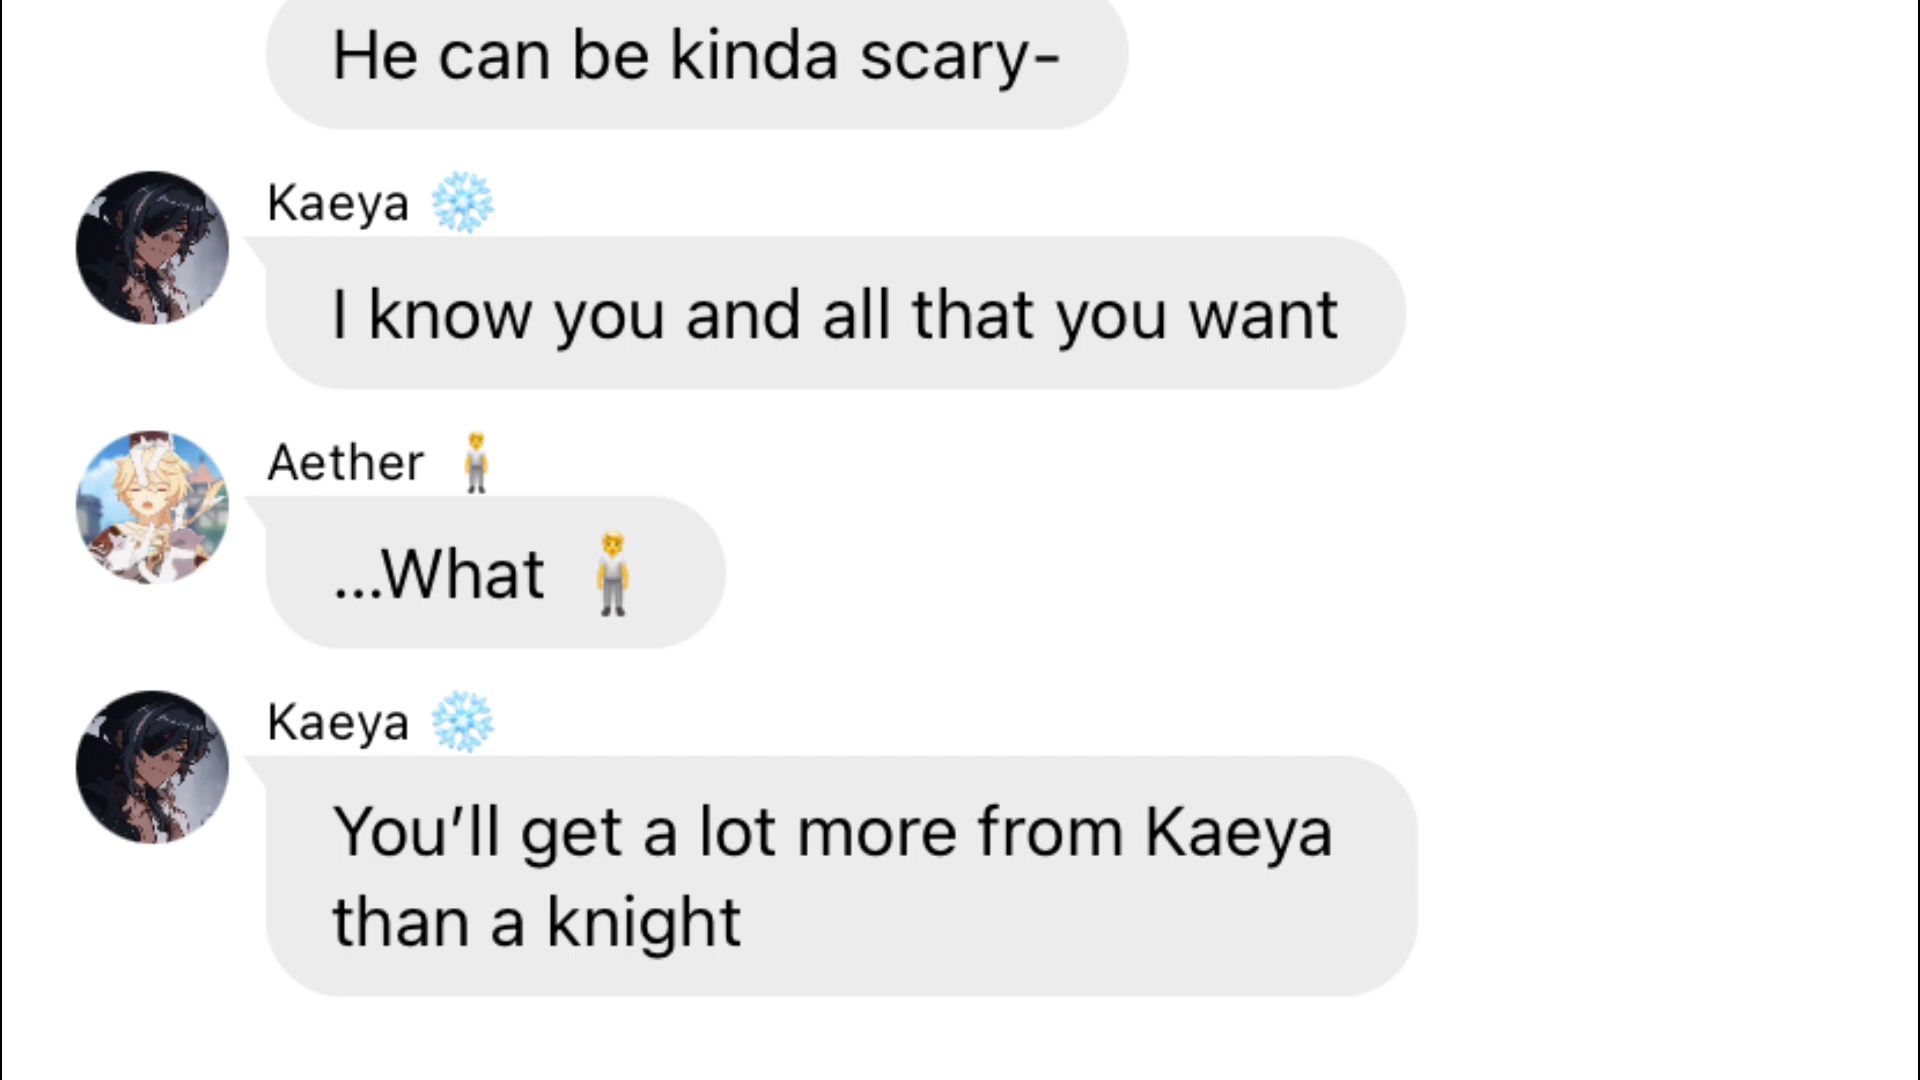 He can be kinda scary-
Kaeya ❄️
I know you and all that you want
Aether 🧍
...What 🧍
Kaeya ❄️
You’ll get a lot more from Kaeya
than a knight